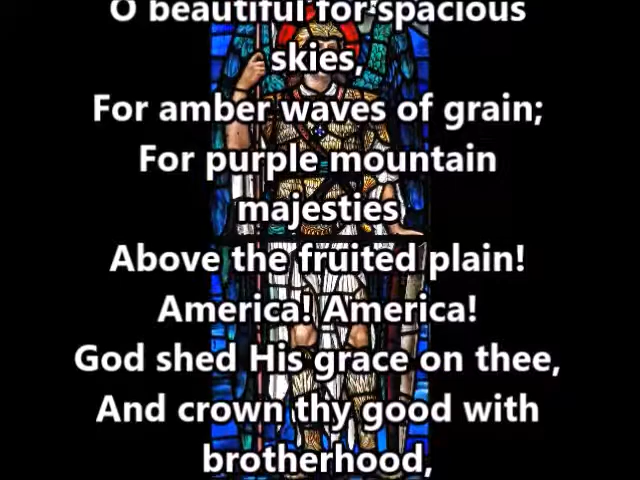 O beautiful for spacious
skies,
For amber waves of grain;
For purple mountain
majesties
Above the fruited plain!
America! America!
God shed His grace on thee,
And crown thy good with
brotherhood,